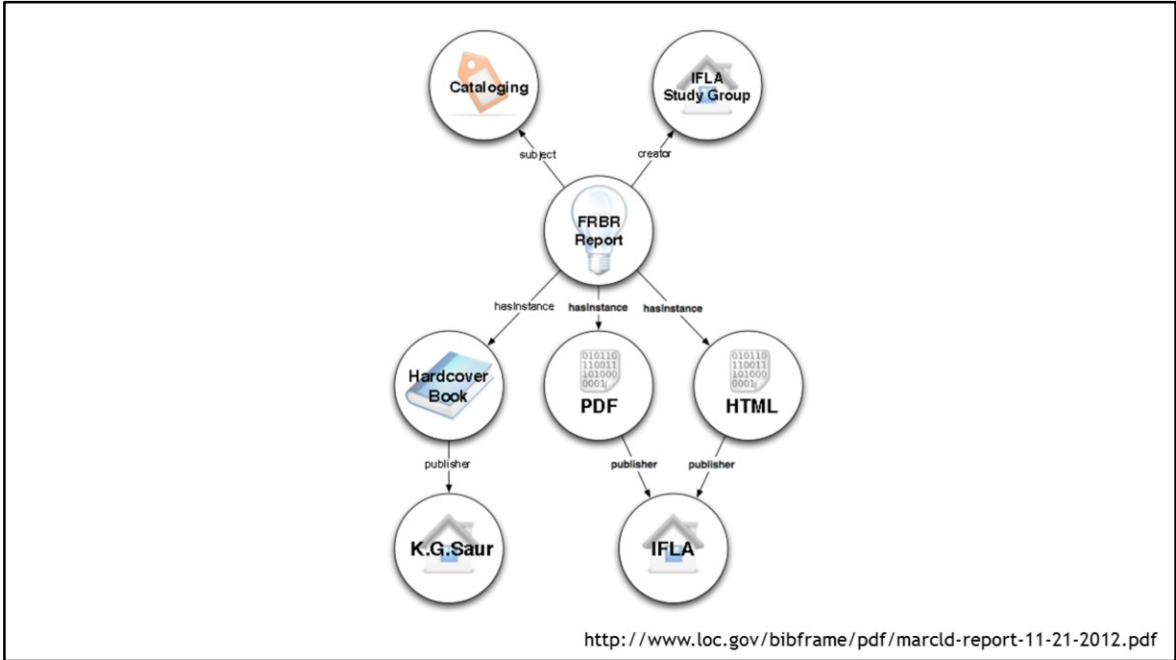 Cataloging
IFLA
Study Group
subject
creator
FRBR
Report
hasInstance
hasInstance
hasInstance
Hardcover
Book
010110
110011
101000
0001
PDF
010110
110011
101000
0001
HTML
publisher
publisher
publisher
K.G.Saur
IFLA
http://www.loc.gov/bibframe/pdf/marcld-report-11-21-2012.pdf